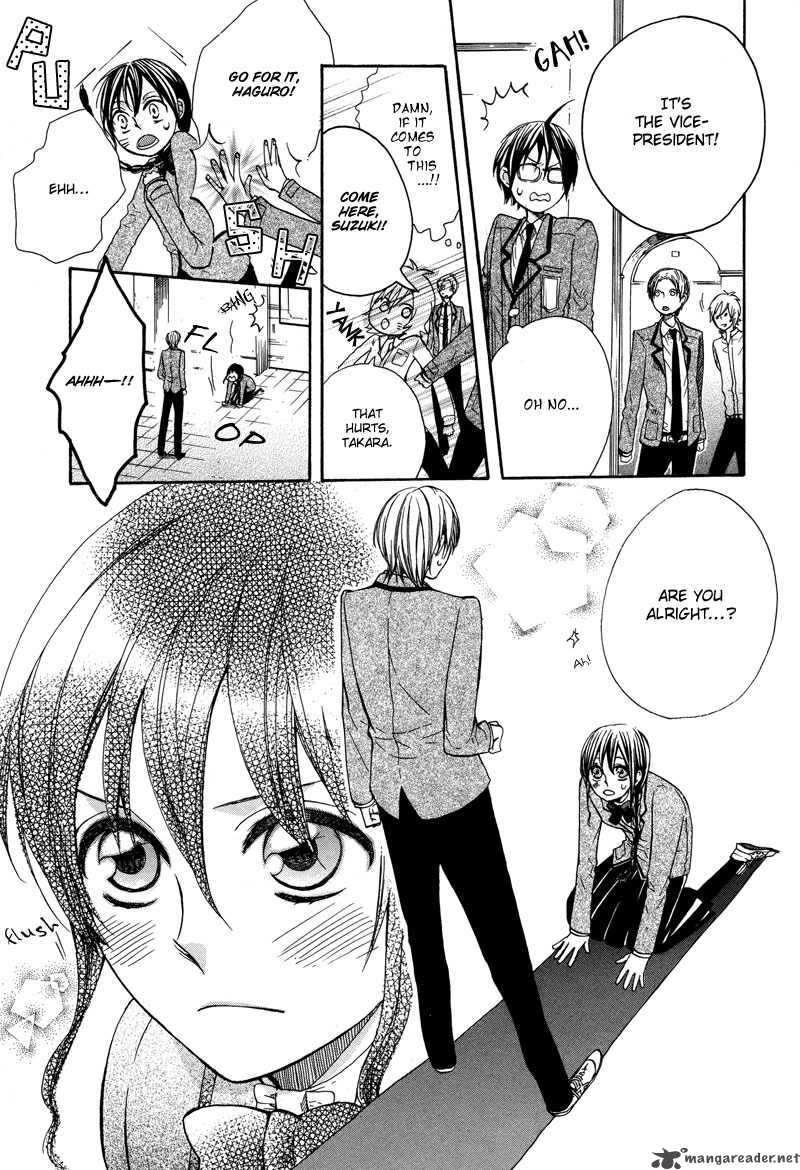 IT'S
THE VICE-
PRESIDENT!
GAH!
OH NO...
DAMN,
IF IT
COMES
TO
THIS
...!!
COME
HERE,
SUZUKI!
YANK
THAT
HURTS,
TAKARA.
GO FOR IT,
HAGURO!
PUSH
EHH...
BANG
FLOP
AHHH—!!
ARE YOU
ALRIGHT...?
AH!
flush
mangareader.net